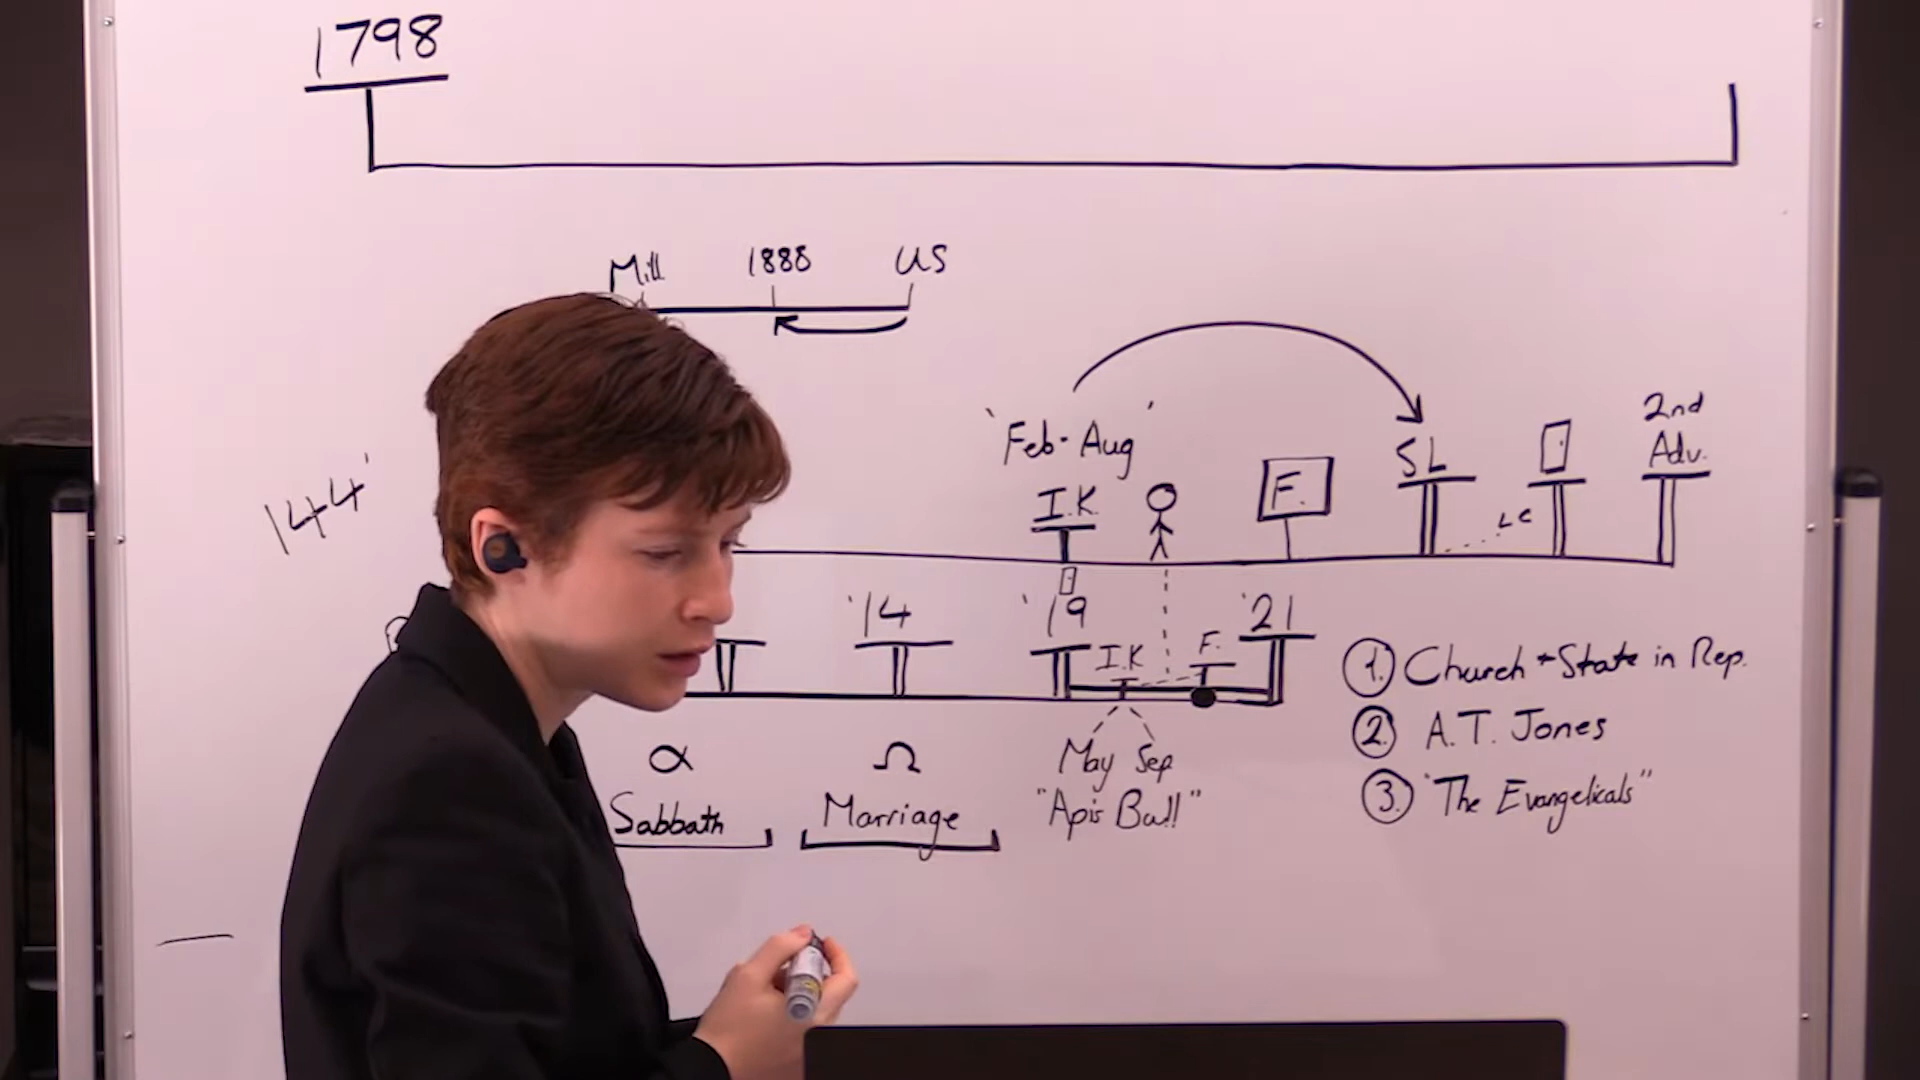 1798
Mill 1888 US
'Feb-Aug'
2nd
Adv.
SL
I.K.
F.
LC
144'
'14
'19
'21
I.K
F.
α
Ω
May Sep
"Apis Bull"
Sabbath
Marriage
1. Church + State in Rep.
2. A.T. Jones
3. "The Evangelicals"